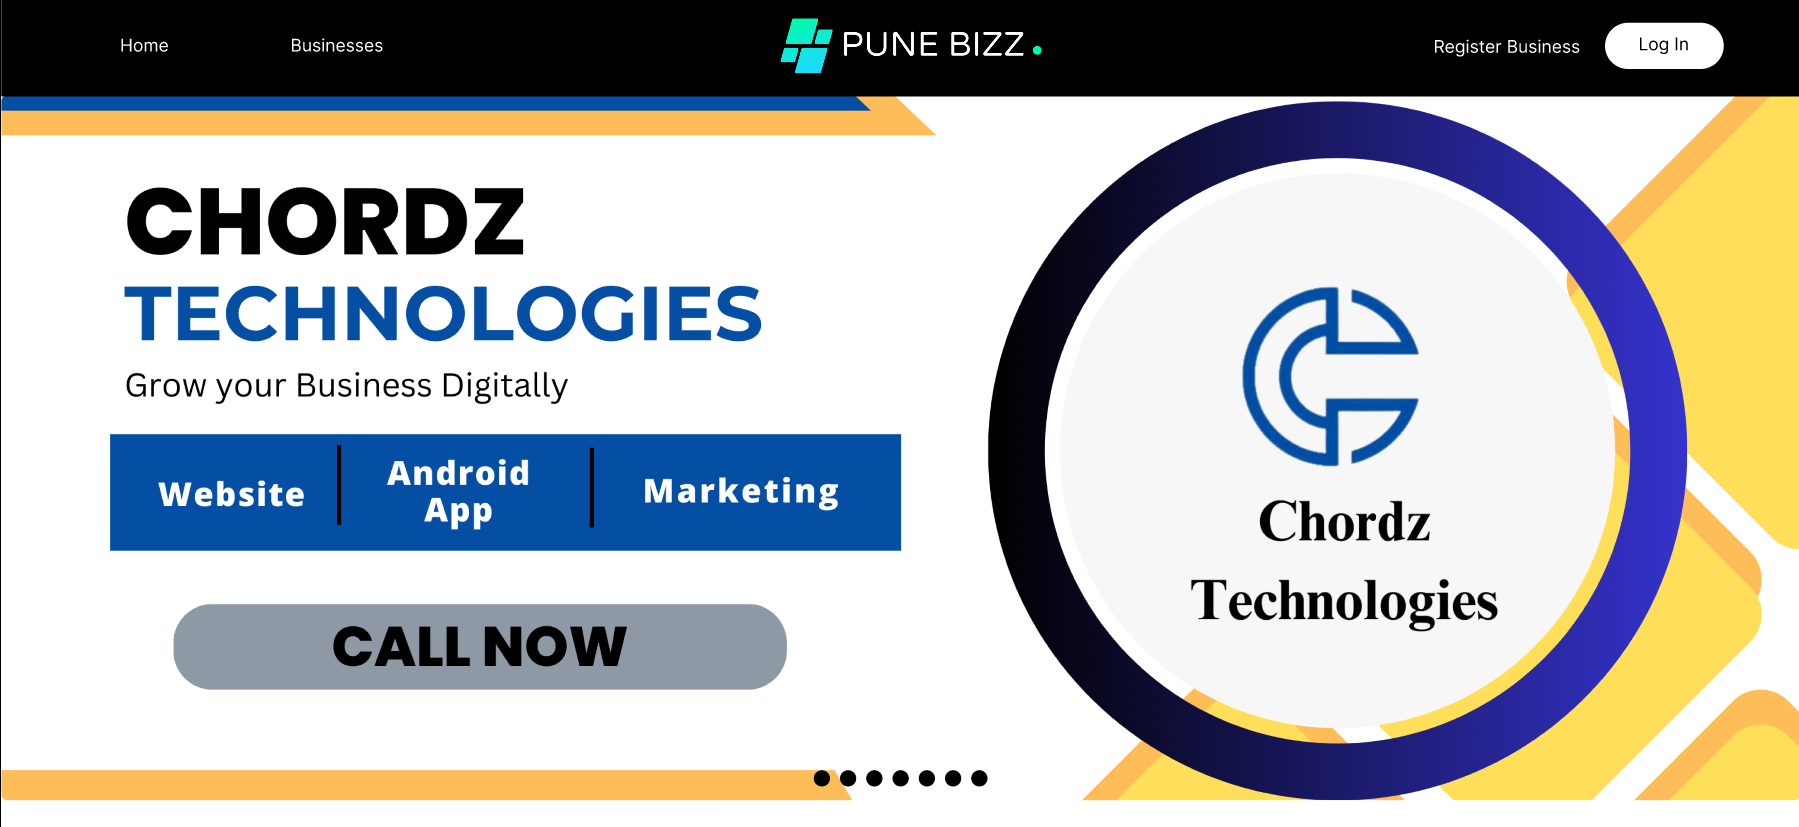 Home
Businesses
PUNE BIZZ.
Register Business
Log In
CHORDZ
TECHNOLOGIES
Grow your Business Digitally
Website
Android
App
Marketing
CALL NOW
Chordz
Technologies